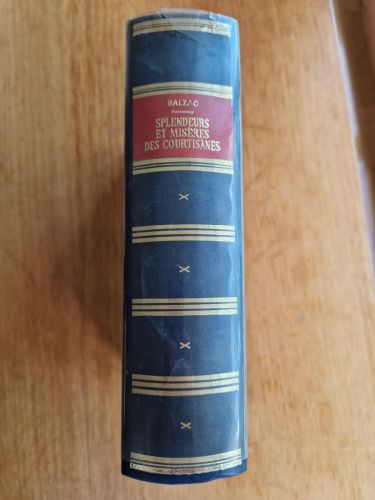 BALZAC
SPLENDEURS
ET MISÈRES
DES COURTISANES